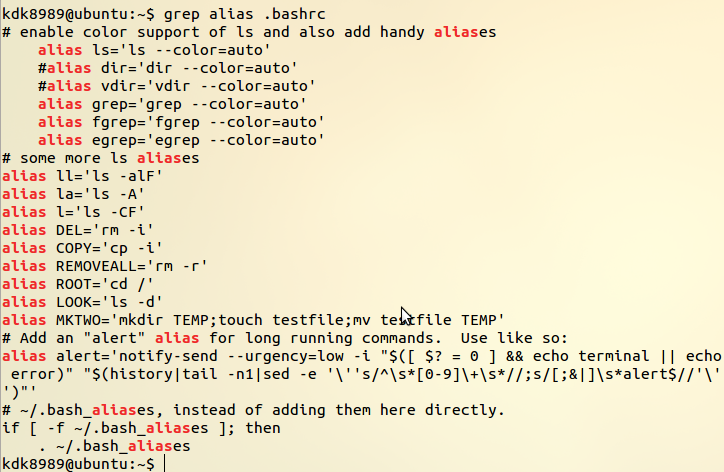 kdk8989@ubuntu:~$ grep alias .bashrc
# enable color support of ls and also add handy aliases
    alias ls='ls --color=auto'
    #alias dir='dir --color=auto'
    #alias vdir='vdir --color=auto'
    alias grep='grep --color=auto'
    alias fgrep='fgrep --color=auto'
    alias egrep='egrep --color=auto'
# some more ls aliases
alias ll='ls -alF'
alias la='ls -A'
alias l='ls -CF'
alias DEL='rm -i'
alias COPY='cp -i'
alias REMOVEALL='rm -r'
alias ROOT='cd /'
alias LOOK='ls -d'
alias MKTWO='mkdir TEMP;touch testfile;mv testfile TEMP'
# Add an "alert" alias for long running commands.  Use like so:
alias alert='notify-send --urgency=low -i "$([ $? = 0 ] && echo terminal || echo
 error)" "$(history|tail -n1|sed -e '\''s/^\s*[0-9]\+\s*//;s/[;&|]\s*alert$//'\'
')"'
# ~/.bash_aliases, instead of adding them here directly.
if [ -f ~/.bash_aliases ]; then
    . ~/.bash_aliases
kdk8989@ubuntu:~$